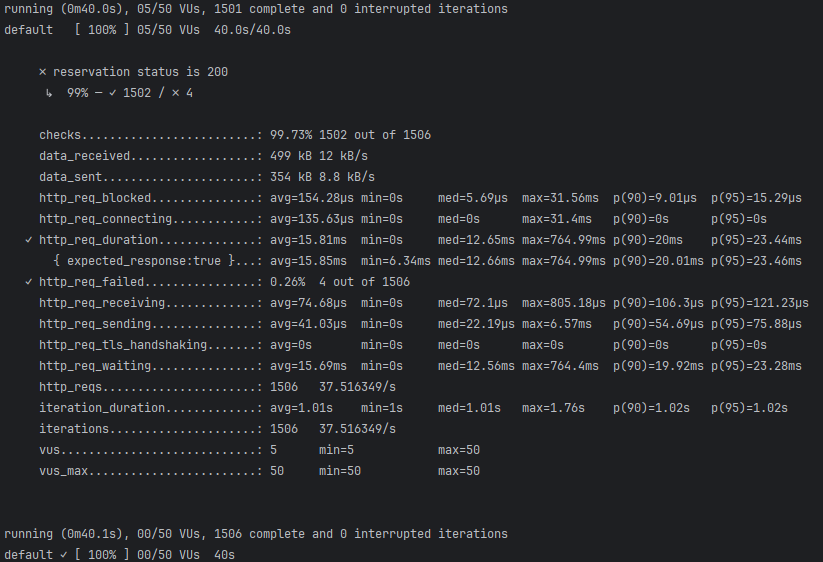 running (0m40.0s), 05/50 VUs, 1501 complete and 0 interrupted iterations
default   [ 100% ] 05/50 VUs  40.0s/40.0s
✗ reservation status is 200
↳  99% — ✓ 1502 / ✗ 4
checks.........................: 99.73% 1502 out of 1506
data_received..................: 499 kB 12 kB/s
data_sent......................: 354 kB 8.8 kB/s
http_req_blocked...............: avg=154.28µs min=0s     med=5.69µs  max=31.56ms  p(90)=9.01µs  p(95)=15.29µs
http_req_connecting............: avg=135.63µs min=0s     med=0s      max=31.4ms   p(90)=0s      p(95)=0s
✓ http_req_duration..............: avg=15.81ms  min=0s     med=12.65ms max=764.99ms p(90)=20ms    p(95)=23.44ms
{ expected_response:true }...: avg=15.85ms  min=6.34ms med=12.66ms max=764.99ms p(90)=20.01ms p(95)=23.46ms
✓ http_req_failed................: 0.26%  4 out of 1506
http_req_receiving.............: avg=74.68µs  min=0s     med=72.1µs  max=805.18µs p(90)=106.3µs p(95)=121.23µs
http_req_sending...............: avg=41.03µs  min=0s     med=22.19µs max=6.57ms   p(90)=54.69µs p(95)=75.88µs
http_req_tls_handshaking.......: avg=0s       min=0s     med=0s      max=0s       p(90)=0s      p(95)=0s
http_req_waiting...............: avg=15.69ms  min=0s     med=12.56ms max=764.4ms  p(90)=19.92ms p(95)=23.28ms
http_reqs......................: 1506   37.516349/s
iteration_duration.............: avg=1.01s    min=1s     med=1.01s   max=1.76s    p(90)=1.02s   p(95)=1.02s
iterations.....................: 1506   37.516349/s
vus............................: 5      min=5            max=50
vus_max........................: 50     min=50           max=50
running (0m40.1s), 00/50 VUs, 1506 complete and 0 interrupted iterations
default ✓ [ 100% ] 00/50 VUs  40s